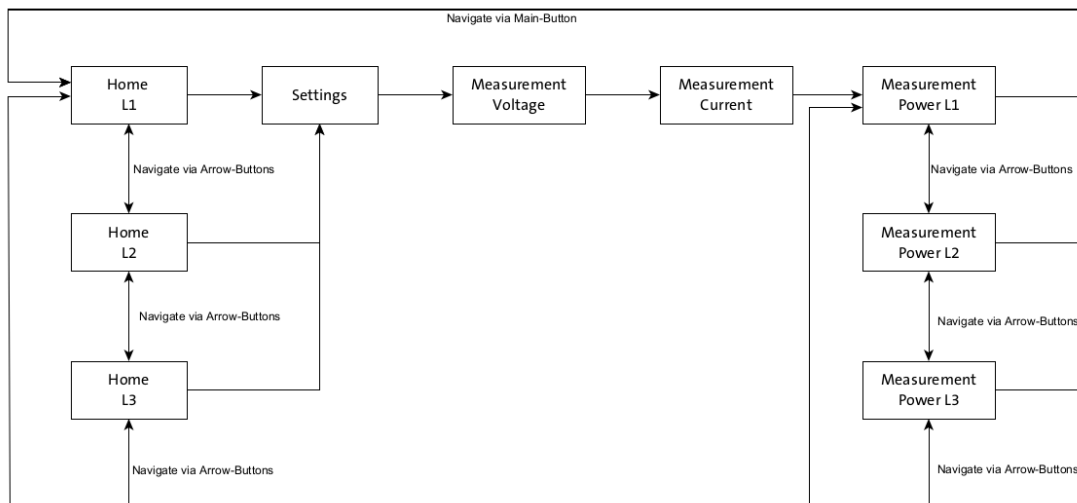 Navigate via Main-Button
Home
L1
Settings
Measurement
Voltage
Measurement
Current
Measurement
Power L1
Navigate via Arrow-Buttons
Navigate via Arrow-Buttons
Home
L2
Measurement
Power L2
Navigate via Arrow-Buttons
Navigate via Arrow-Buttons
Home
L3
Measurement
Power L3
Navigate via Arrow-Buttons
Navigate via Arrow-Buttons